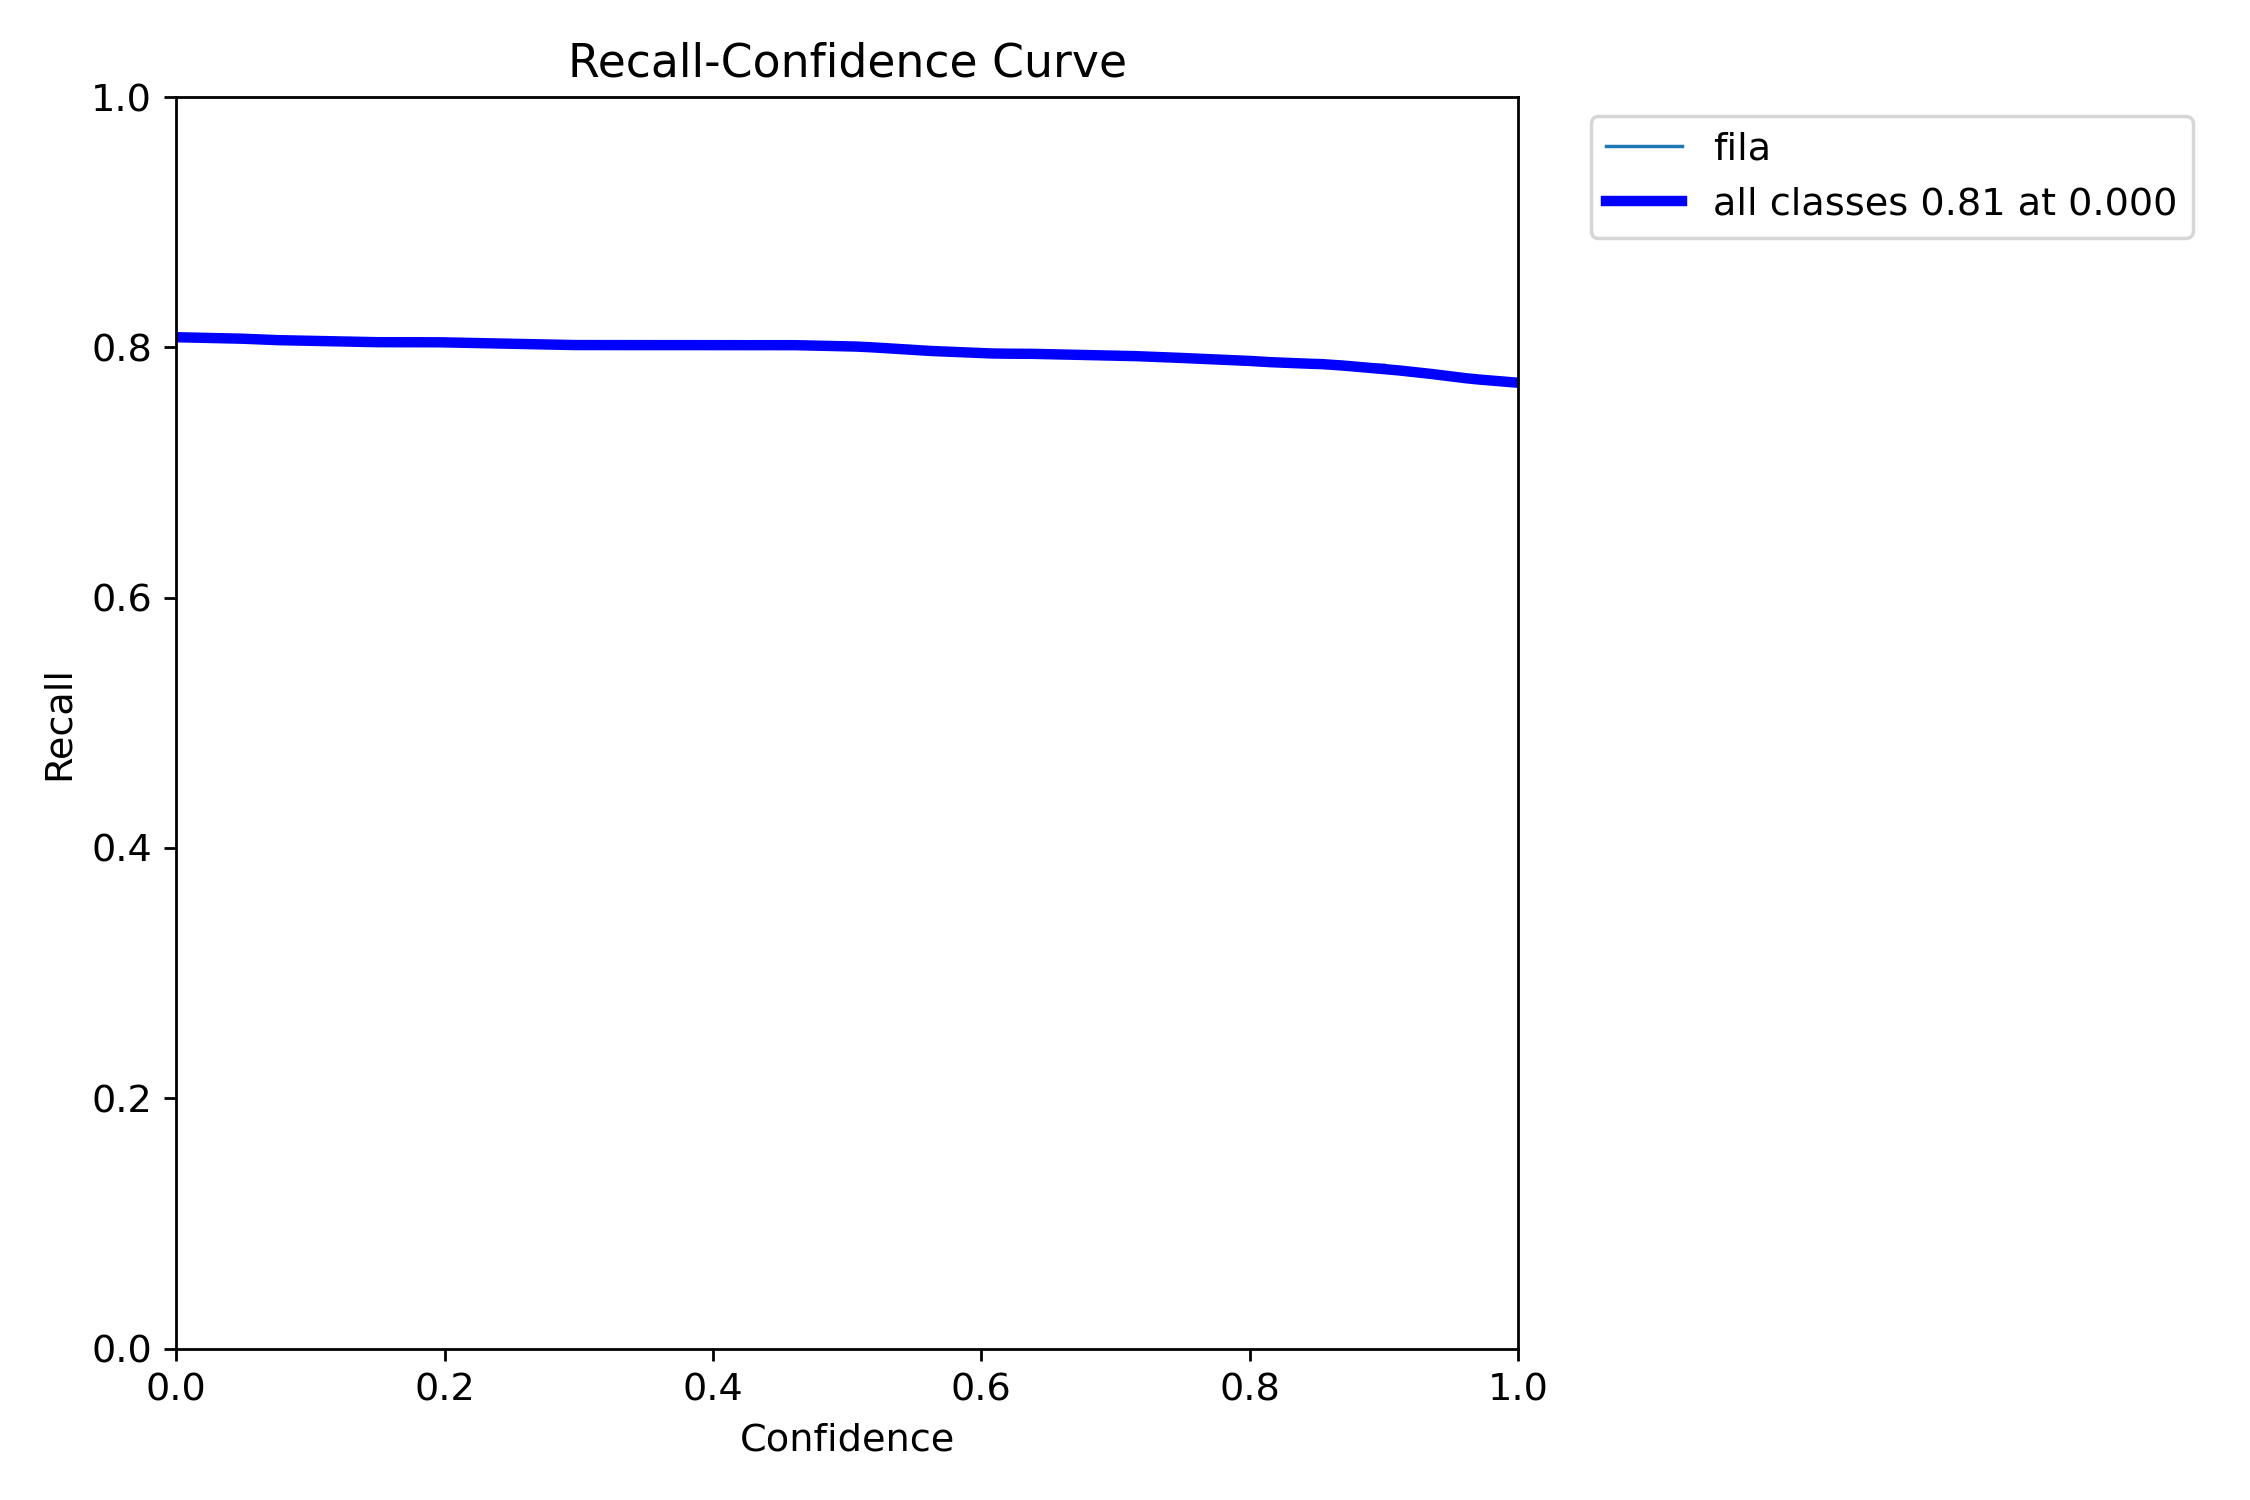 Recall-Confidence Curve
1.0
0.8
0.6
0.4
0.2
0.0
Recall
0.0 0.2 0.4 0.6 0.8 1.0
Confidence
fila
all classes 0.81 at 0.000